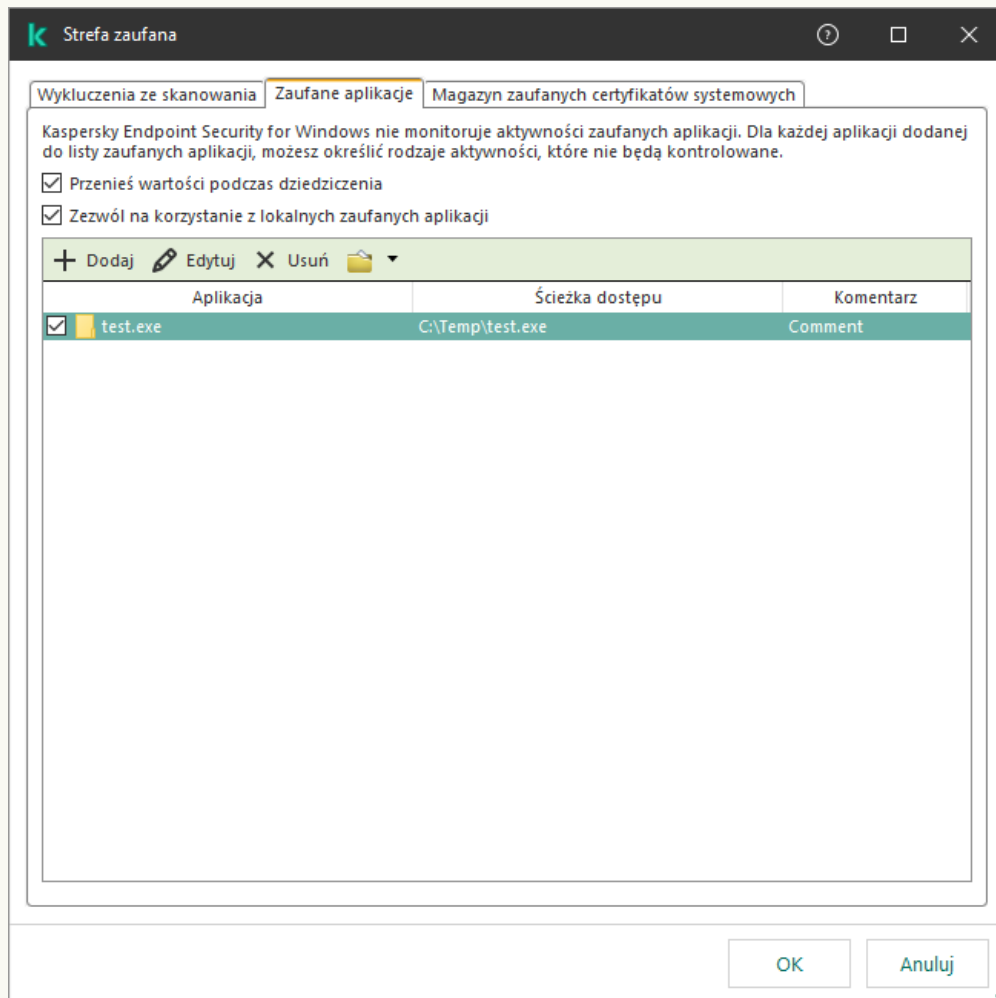 Strefa zaufana
Wykluczenia ze skanowania Zaufane aplikacje Magazyn zaufanych certyfikatów systemowych
Kaspersky Endpoint Security for Windows nie monitoruje aktywności zaufanych aplikacji. Dla każdej aplikacji dodanej
do listy zaufanych aplikacji, możesz określić rodzaje aktywności, które nie będą kontrolowane.
Przenieś wartości podczas dziedziczenia
Zezwól na korzystanie z lokalnych zaufanych aplikacji
Dodaj Edytuj Usuń
Aplikacja Ścieżka dostępu Komentarz
test.exe C:\Temp\test.exe Comment
OK Anuluj